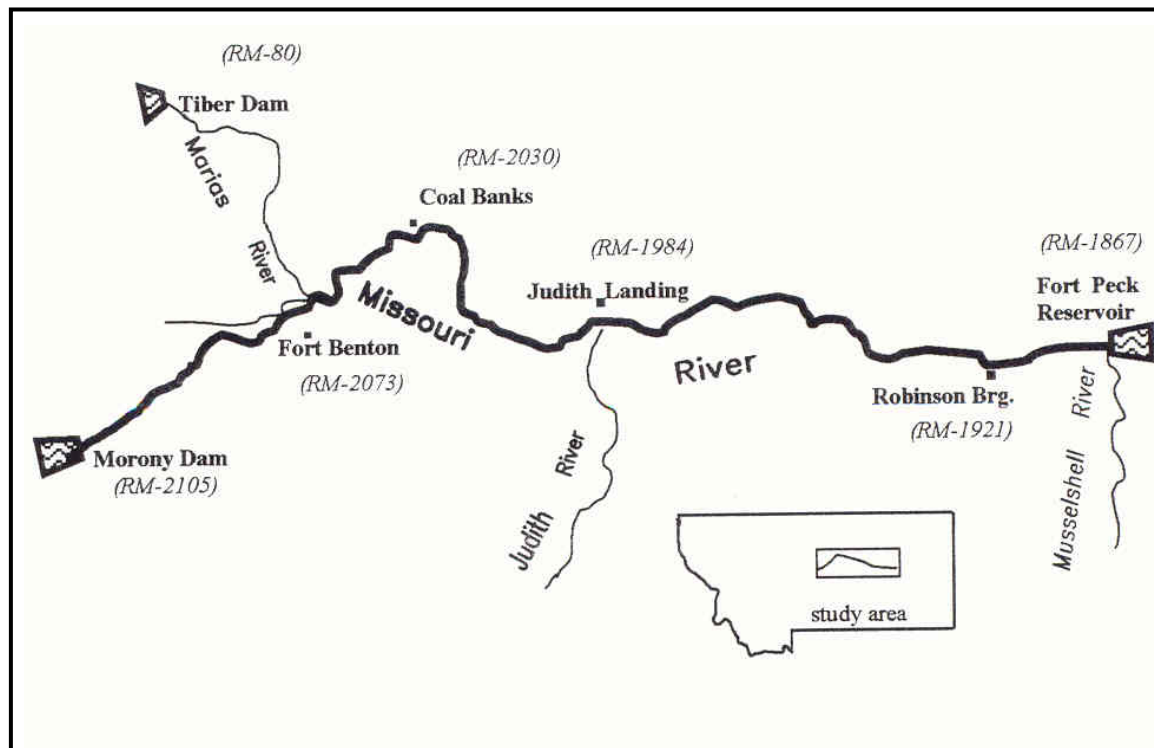 (RM-80)
Tiber Dam
Marias
River
(RM-2030)
Coal Banks
(RM-1984)
Judith Landing
(RM-1867)
Fort Peck
Reservoir
Missouri
River
Fort Benton
(RM-2073)
Robinson Brg.
(RM-1921)
Morony Dam
(RM-2105)
Judith River
Musselshell River
study area